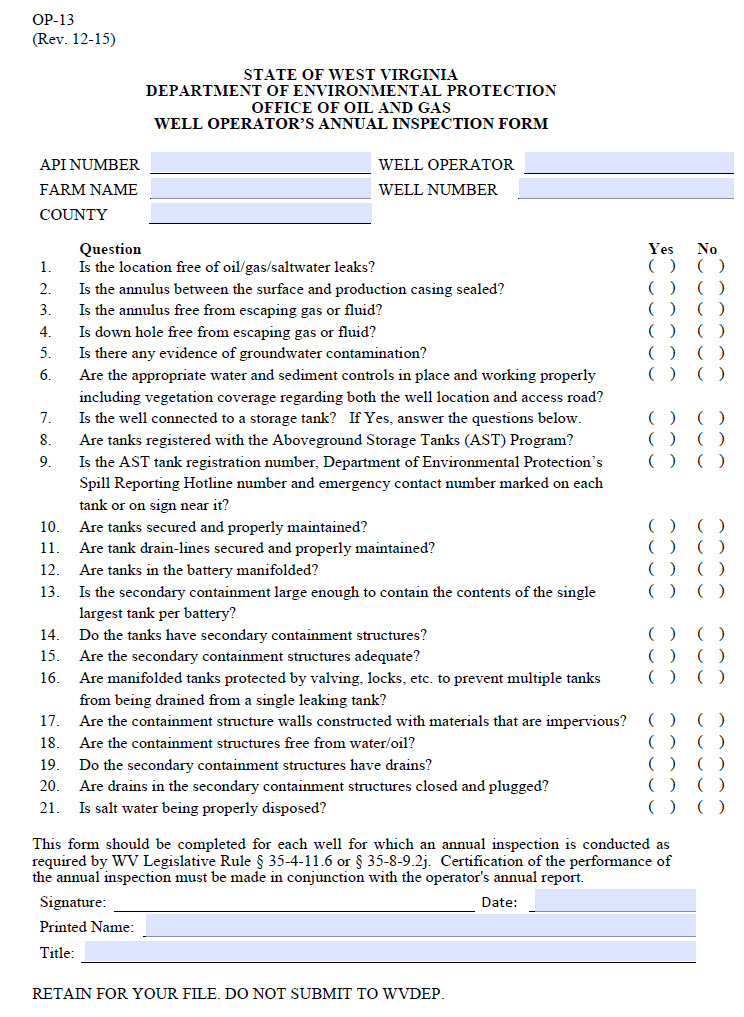 OP-13
(Rev. 12-15)
STATE OF WEST VIRGINIA
DEPARTMENT OF ENVIRONMENTAL PROTECTION
OFFICE OF OIL AND GAS
WELL OPERATOR’S ANNUAL INSPECTION FORM
API NUMBER WELL OPERATOR
FARM NAME WELL NUMBER
COUNTY
Question Yes No
1. Is the location free of oil/gas/saltwater leaks? ( ) ( )
2. Is the annulus between the surface and production casing sealed? ( ) ( )
3. Is the annulus free from escaping gas or fluid? ( ) ( )
4. Is down hole free from escaping gas or fluid? ( ) ( )
5. Is there any evidence of groundwater contamination? ( ) ( )
6. Are the appropriate water and sediment controls in place and working properly ( ) ( )
including vegetation coverage regarding both the well location and access road?
7. Is the well connected to a storage tank? If Yes, answer the questions below. ( ) ( )
8. Are tanks registered with the Aboveground Storage Tanks (AST) Program? ( ) ( )
9. Is the AST tank registration number, Department of Environmental Protection’s ( ) ( )
Spill Reporting Hotline number and emergency contact number marked on each
tank or on sign near it?
10. Are tanks secured and properly maintained? ( ) ( )
11. Are tank drain-lines secured and properly maintained? ( ) ( )
12. Are tanks in the battery manifolded? ( ) ( )
13. Is the secondary containment large enough to contain the contents of the single ( ) ( )
largest tank per battery?
14. Do the tanks have secondary containment structures? ( ) ( )
15. Are the secondary containment structures adequate? ( ) ( )
16. Are manifolded tanks protected by valving, locks, etc. to prevent multiple tanks ( ) ( )
from being drained from a single leaking tank?
17. Are the containment structure walls constructed with materials that are impervious? ( ) ( )
18. Are the containment structures free from water/oil? ( ) ( )
19. Do the secondary containment structures have drains? ( ) ( )
20. Are drains in the secondary containment structures closed and plugged? ( ) ( )
21. Is salt water being properly disposed? ( ) ( )
This form should be completed for each well for which an annual inspection is conducted as
required by WV Legislative Rule § 35-4-11.6 or § 35-8-9.2j. Certification of the performance of
the annual inspection must be made in conjunction with the operator's annual report.
Signature: Date:
Printed Name:
Title:
RETAIN FOR YOUR FILE. DO NOT SUBMIT TO WVDEP.